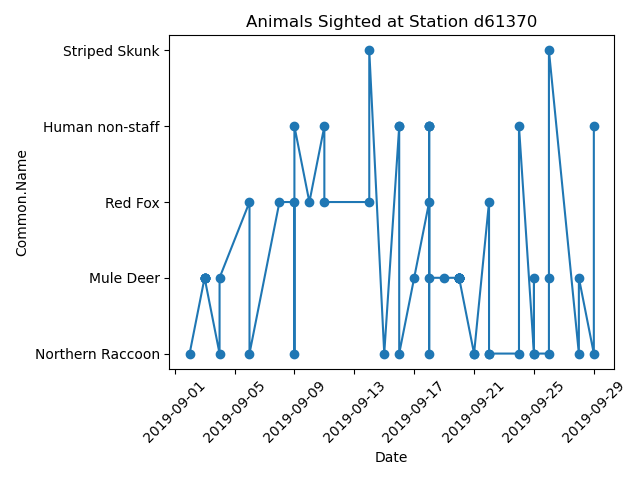 Animals Sighted at Station d61370
Striped Skunk
Human non-staff
Red Fox
Mule Deer
Northern Raccoon
Common.Name
2019-09-01
2019-09-05
2019-09-09
2019-09-13
2019-09-17
2019-09-21
2019-09-25
2019-09-29
Date